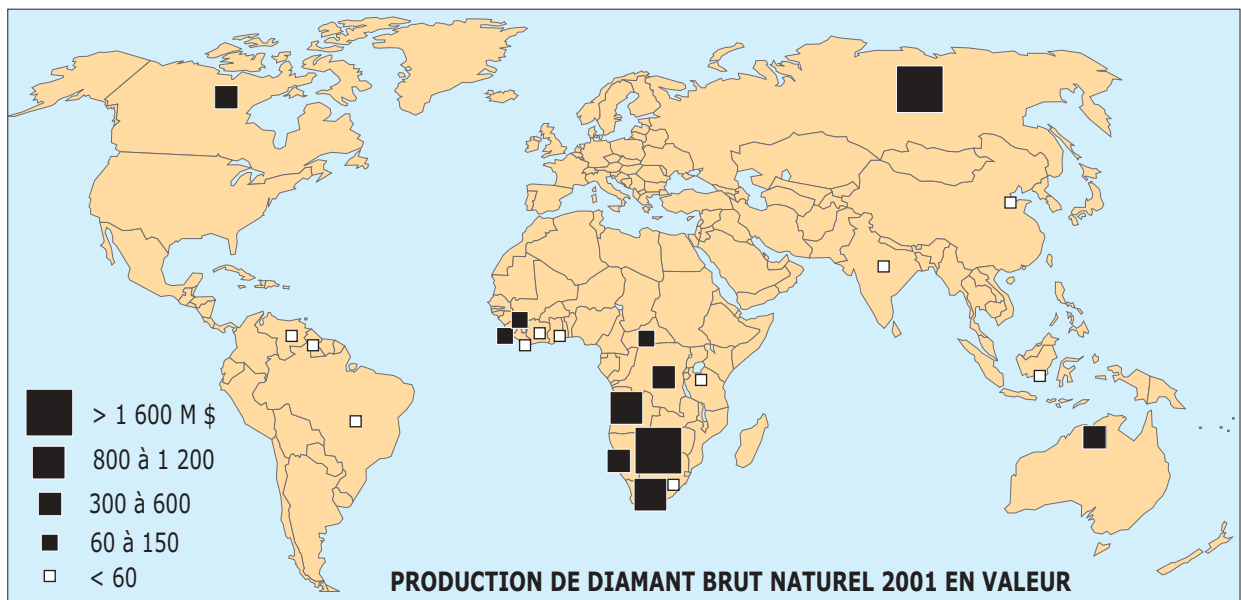 > 1 600 M $
800 à 1 200
300 à 600
60 à 150
< 60
PRODUCTION DE DIAMANT BRUT NATUREL 2001 EN VALEUR